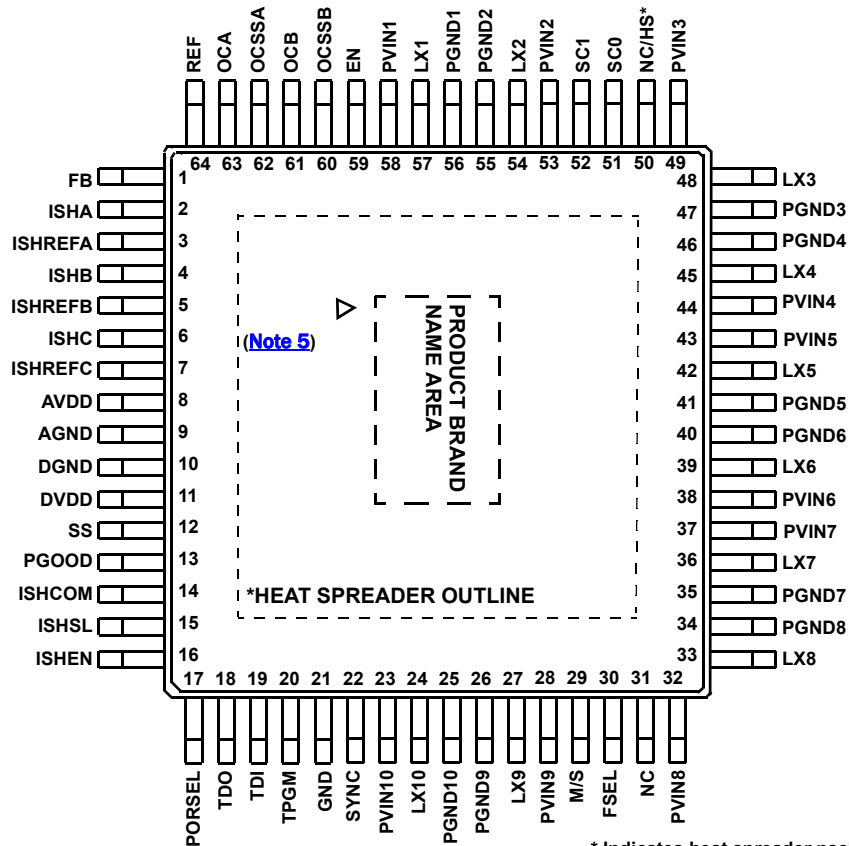 REF
OCA
OCSSA
OCB
OCSSB
EN
PVIN1
LX1
PGND1
PGND2
LX2
PVIN2
SC1
SC0
NC/HS*
PVIN3
64 63 62 61 60 59 58 57 56 55 54 53 52 51 50 49
FB 1
ISHA 2
ISHREFA 3
ISHB 4
ISHREFB 5
ISHC 6
ISHREFC 7
AVDD 8
AGND 9
DGND 10
DVDD 11
SS 12
PGOOD 13
ISHCOM 14
ISHSL 15
ISHEN 16
(Note 5)
PRODUCT BRAND
NAME AREA
*HEAT SPREADER OUTLINE
48 LX3
47 PGND3
46 PGND4
45 LX4
44 PVIN4
43 PVIN5
42 LX5
41 PGND5
40 PGND6
39 LX6
38 PVIN6
37 PVIN7
36 LX7
35 PGND7
34 PGND8
33 LX8
17 18 19 20 21 22 23 24 25 26 27 28 29 30 31 32
PORSEL
TDO
TDI
TPGM
GND
SYNC
PVIN10
LX10
PGND10
PGND9
LX9
PVIN9
M/S
FSEL
NC
PVIN8
* Indicates heat spreader